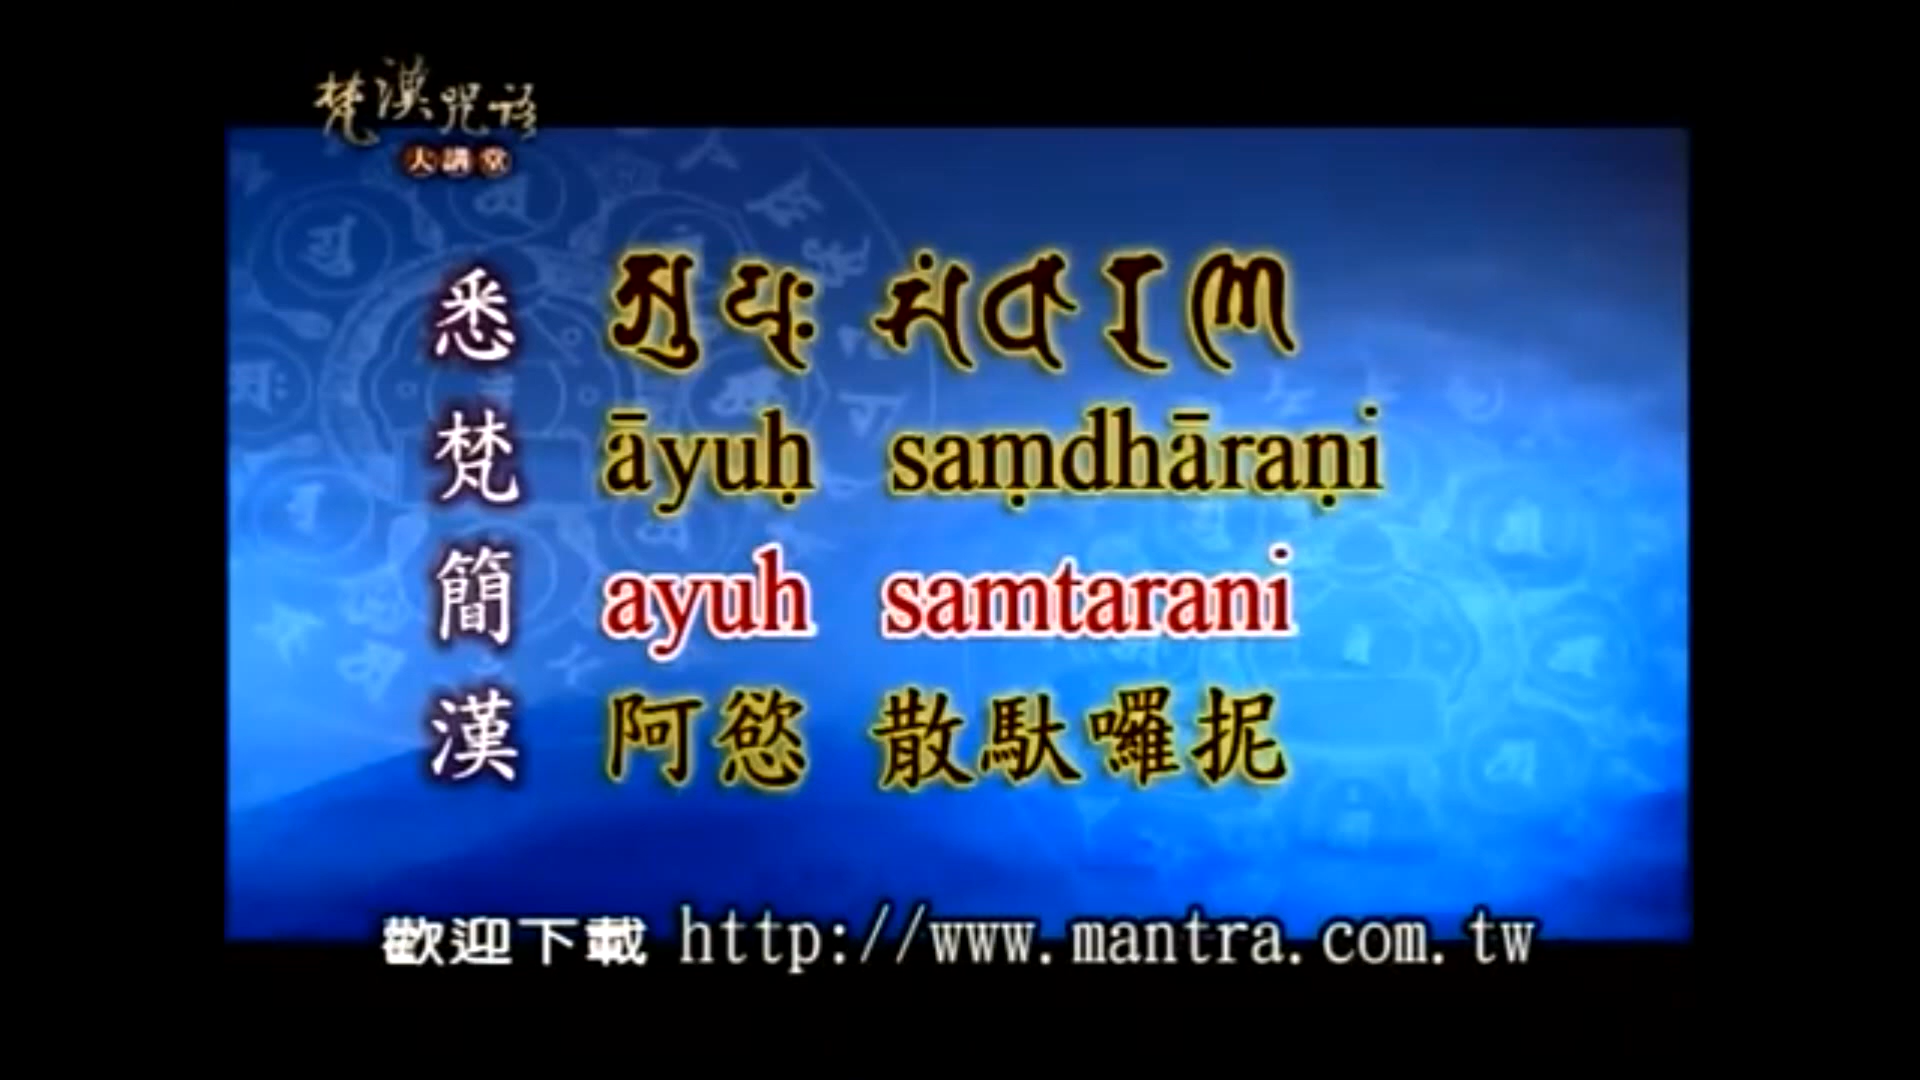 梵漢咒語
大講堂
悉
梵 āyuḥ saṃdhāraṇi
簡 ayuh samtarani
漢 阿慾 散馱囉抳
歡迎下載 http://www.mantra.com.tw